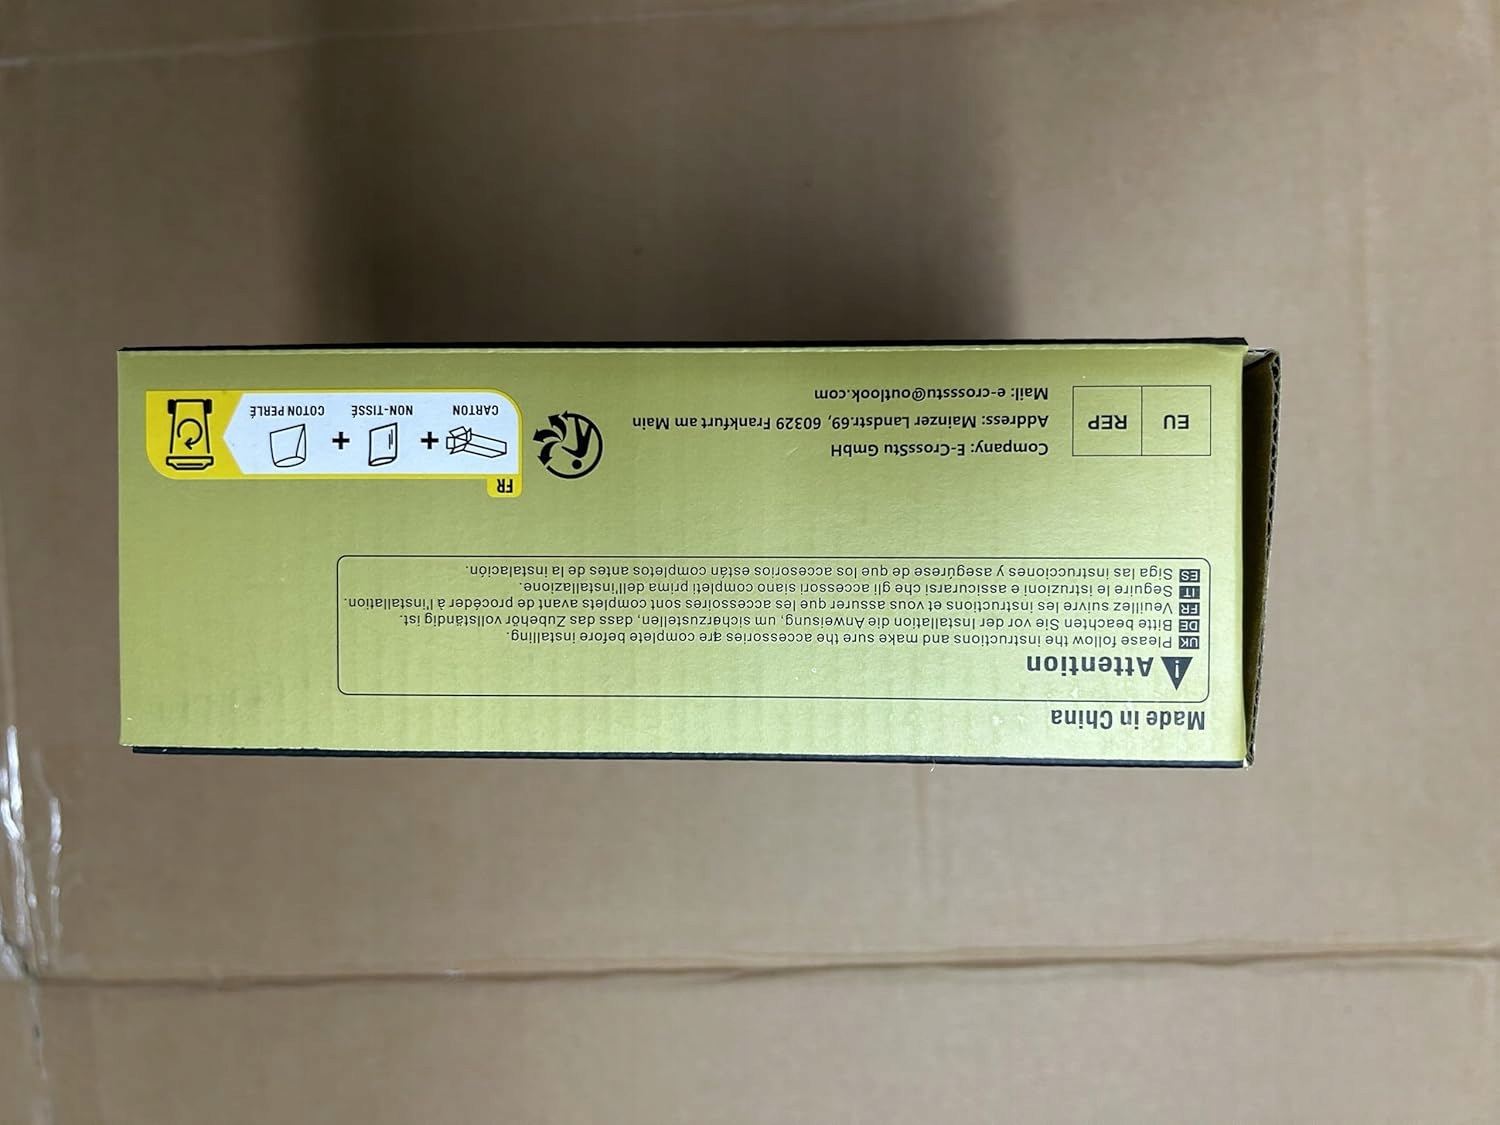 Made in China
Attention
UK Please follow the instructions and make sure the accessories are complete before installing.
DE Bitte beachten Sie vor der Installation die Anweisung, um sicherzustellen, dass das Zubehör vollständig ist.
FR Veuillez suivre les instructions et vous assurer que les accessoires sont complets avant de procéder à l'installation.
IT Seguire le istruzioni e assicurarsi che gli accessori siano completi prima dell'installazione.
ES Siga las instrucciones y asegúrese de que los accesorios están completos antes de la instalación.
EU REP
Company: E-CrossStu GmbH
Address: Mainzer Landstr.69, 60329 Frankfurt am Main
Mail: e-crossstu@outlook.com
FR
CARTON + NON-TISSÉ + COTON PERLÉ